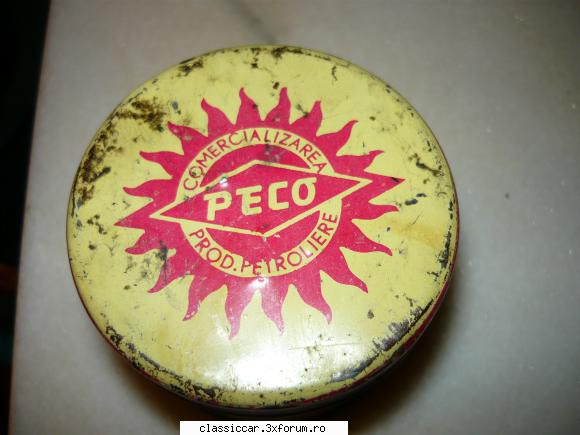 COMERCIALIZAREA
PECO
PROD. PETROLIERE
classiccar.3xforum.ro